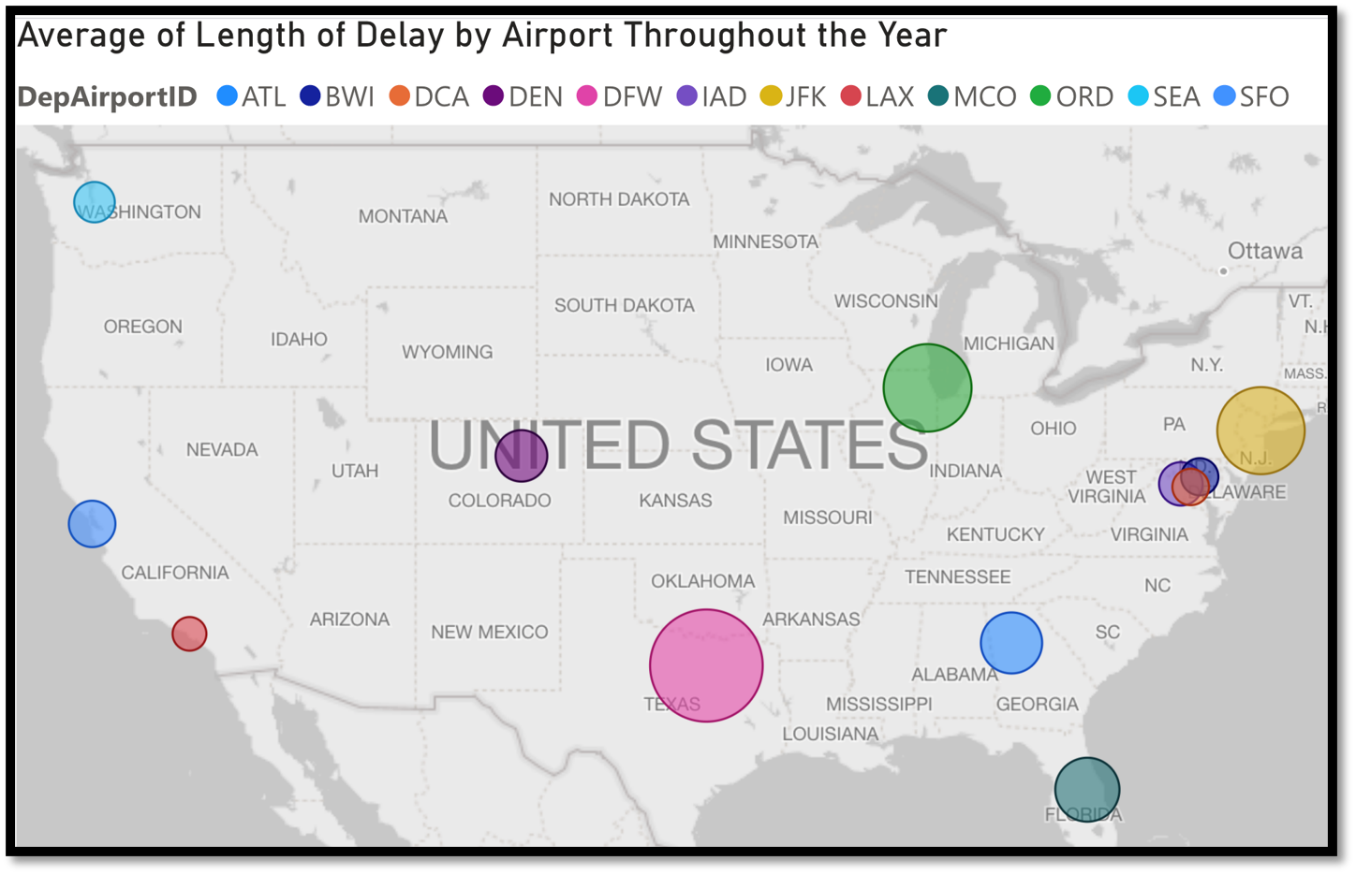 Average of Length of Delay by Airport Throughout the Year
DepAirportID ATL BWI DCA DEN DFW IAD JFK LAX MCO ORD SEA SFO
WASHINGTON
MONTANA
NORTH DAKOTA
MINNESOTA
Ottawa
SOUTH DAKOTA
WISCONSIN
VT.
OREGON
IDAHO
WYOMING
MICHIGAN
IOWA
N.Y.
MASS.
NEVADA
UTAH
UNITED STATES
OHIO
PA
N.J.
COLORADO
KANSAS
INDIANA
WEST
VIRGINIA
MISSOURI
KENTUCKY
VIRGINIA
CALIFORNIA
OKLAHOMA
TENNESSEE
NC
ARIZONA
NEW MEXICO
ARKANSAS
SC
ALABAMA
TEXAS
MISSISSIPPI
GEORGIA
LOUISIANA
FLORIDA